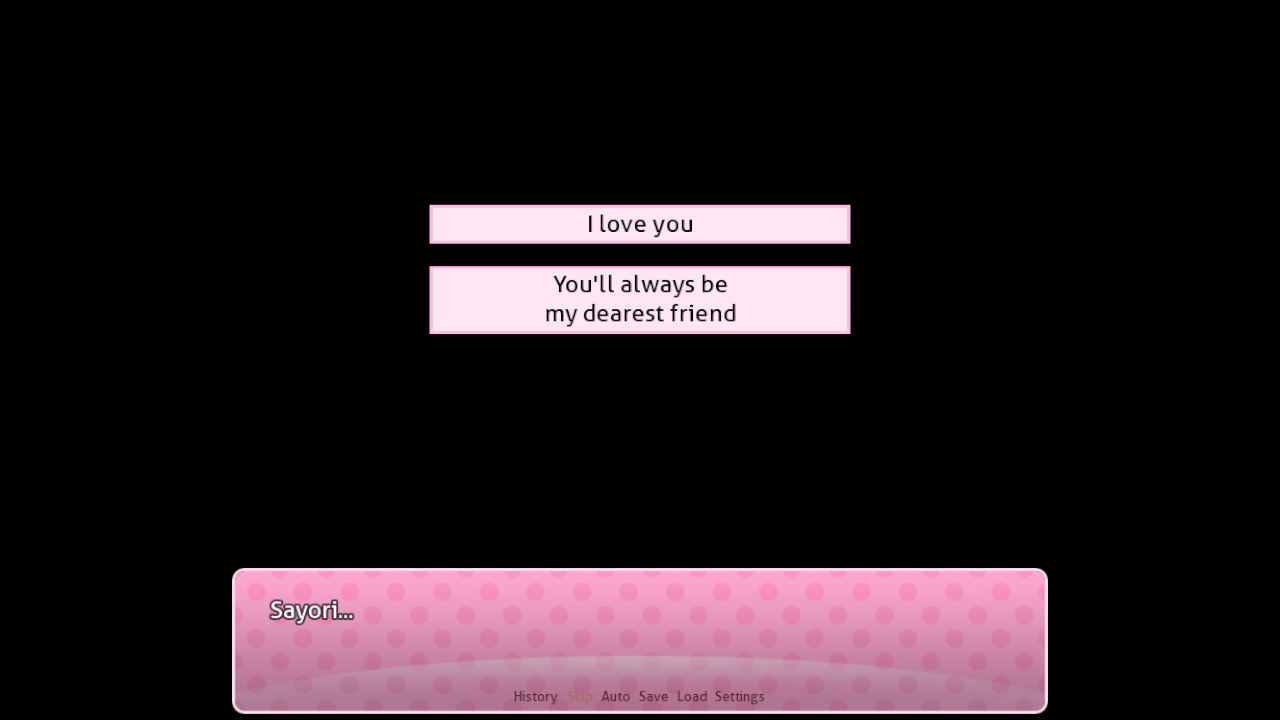 I love you
You'll always be
my dearest friend
Sayori...
History Skip Auto Save Load Settings